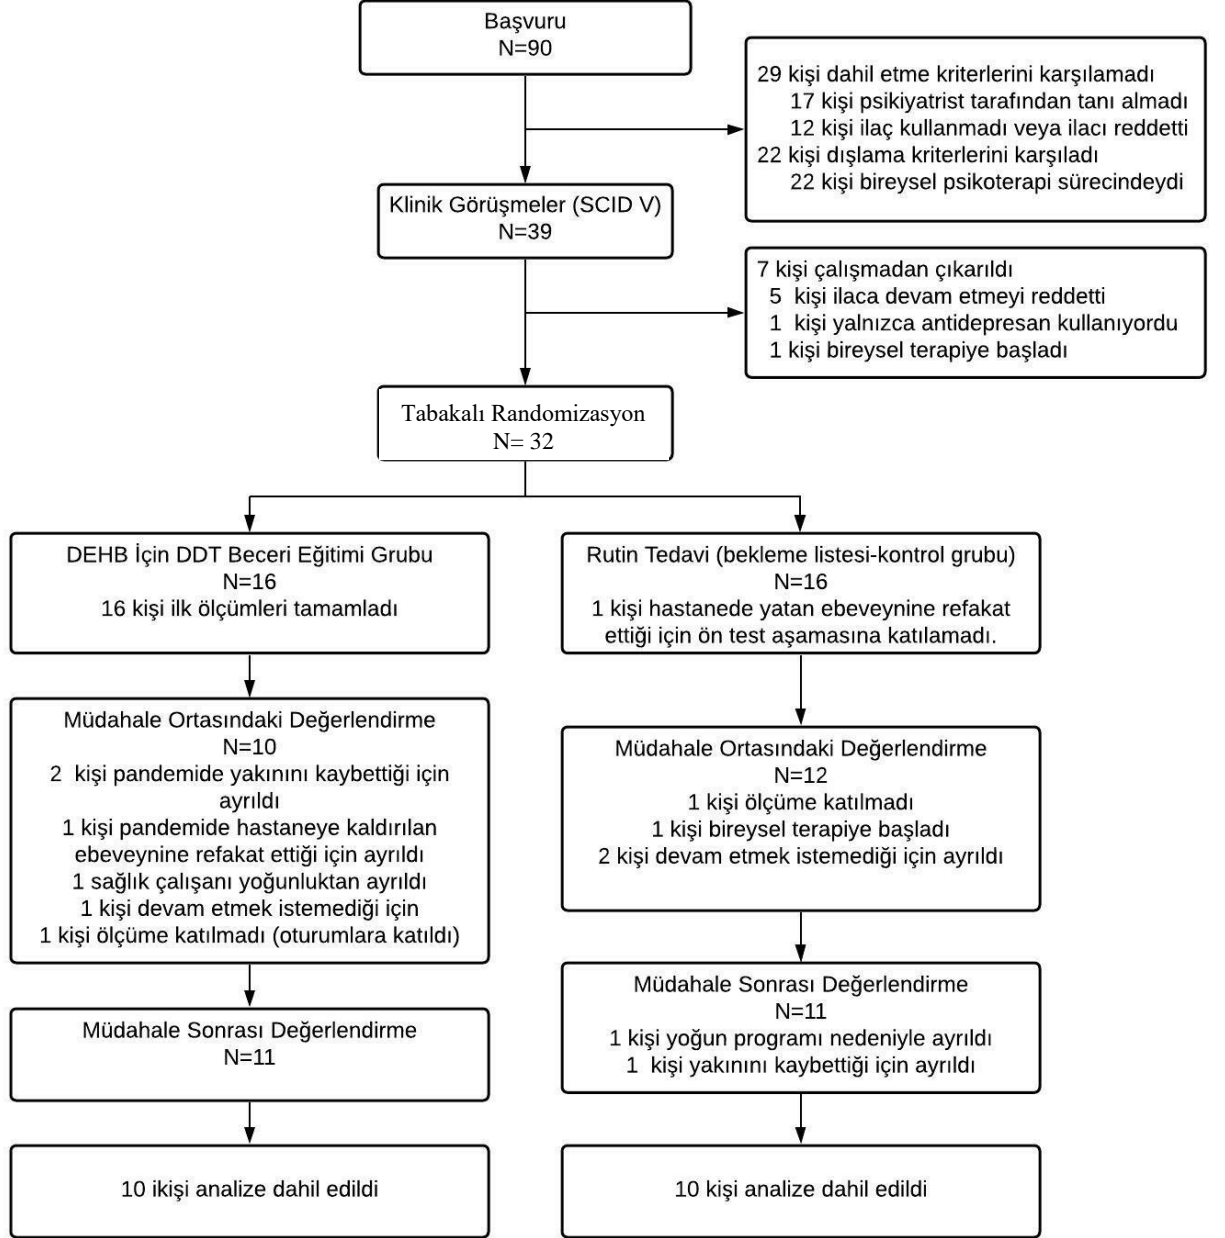 Başvuru
N=90
29 kişi dahil etme kriterlerini karşılamadı
17 kişi psikiyatrist tarafından tanı almadı
12 kişi ilaç kullanmadı veya ilacı reddetti
22 kişi dışlama kriterlerini karşıladı
22 kişi bireysel psikoterapi sürecindeydi
Klinik Görüşmeler (SCID V)
N=39
7 kişi çalışmadan çıkarıldı
5 kişi ilaca devam etmeyi reddetti
1 kişi yalnızca antidepresan kullanıyordu
1 kişi bireysel terapiye başladı
Tabakalı Randomizasyon
N= 32
DEHB İçin DDT Beceri Eğitimi Grubu
N=16
16 kişi ilk ölçümleri tamamladı
Rutin Tedavi (bekleme listesi-kontrol grubu)
N=16
1 kişi hastanede yatan ebeveynine refakat
ettiği için ön test aşamasına katılamadı.
Müdahale Ortasındaki Değerlendirme
N=10
2 kişi pandemide yakınını kaybettiği için
ayrıldı
1 kişi pandemide hastaneye kaldırılan
ebeveynine refakat ettiği için ayrıldı
1 sağlık çalışanı yoğunluktan ayrıldı
1 kişi devam etmek istemediği için
1 kişi ölçüme katılmadı (oturumlara katıldı)
Müdahale Ortasındaki Değerlendirme
N=12
1 kişi ölçüme katılmadı
1 kişi bireysel terapiye başladı
2 kişi devam etmek istemediği için ayrıldı
Müdahale Sonrası Değerlendirme
N=11
Müdahale Sonrası Değerlendirme
N=11
1 kişi yoğun programı nedeniyle ayrıldı
1 kişi yakınını kaybettiği için ayrıldı
10 ikişi analize dahil edildi
10 kişi analize dahil edildi